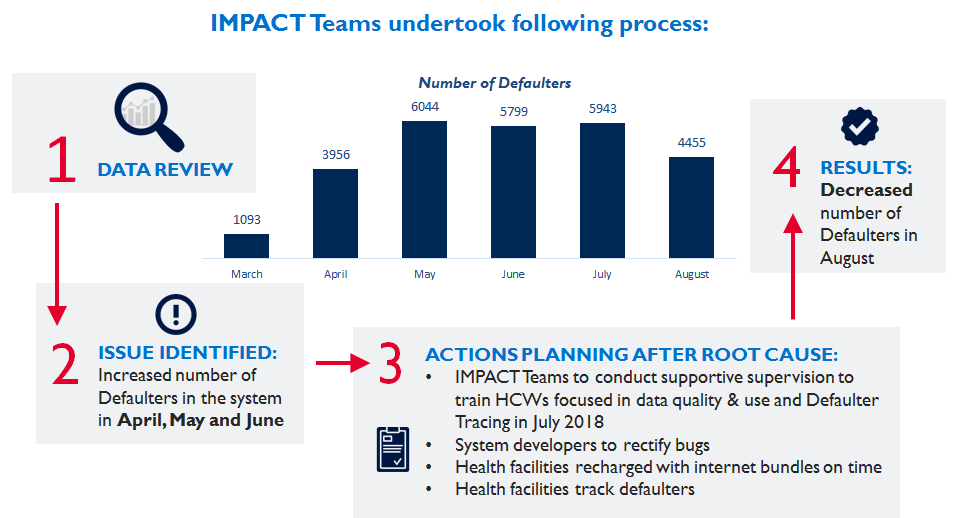 IMPACT Teams undertook following process:
1
DATA REVIEW
Number of Defaulters
1093
3956
6044
5799
5943
4455
March
April
May
June
July
August
2
ISSUE IDENTIFIED:
Increased number of
Defaulters in the system
in April, May and June
3
ACTIONS PLANNING AFTER ROOT CAUSE:
• IMPACT Teams to conduct supportive supervision to
train HCWs focused in data quality & use and Defaulter
Tracing in July 2018
• System developers to rectify bugs
• Health facilities recharged with internet bundles on time
• Health facilities track defaulters
4
RESULTS:
Decreased
number of
Defaulters in
August